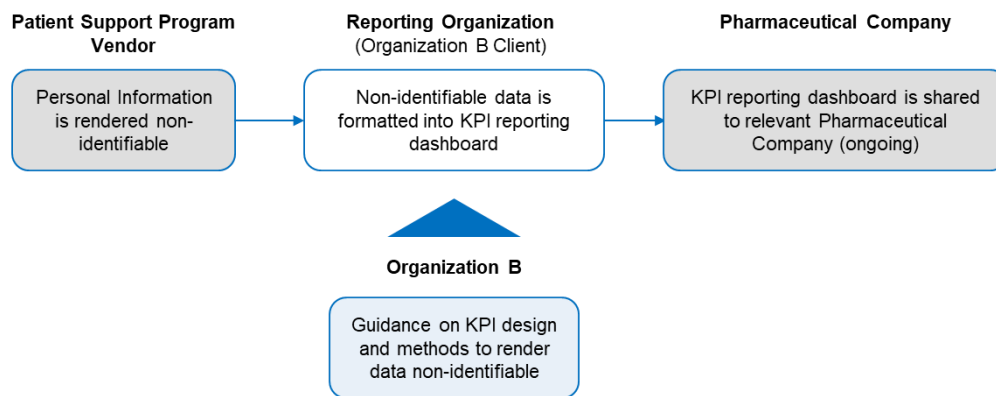 Patient Support Program
Vendor
Reporting Organization
(Organization B Client)
Pharmaceutical Company
Personal Information
is rendered non-
identifiable
Non-identifiable data is
formatted into KPI reporting
dashboard
KPI reporting dashboard is shared
to relevant Pharmaceutical
Company (ongoing)
Organization B
Guidance on KPI design
and methods to render
data non-identifiable